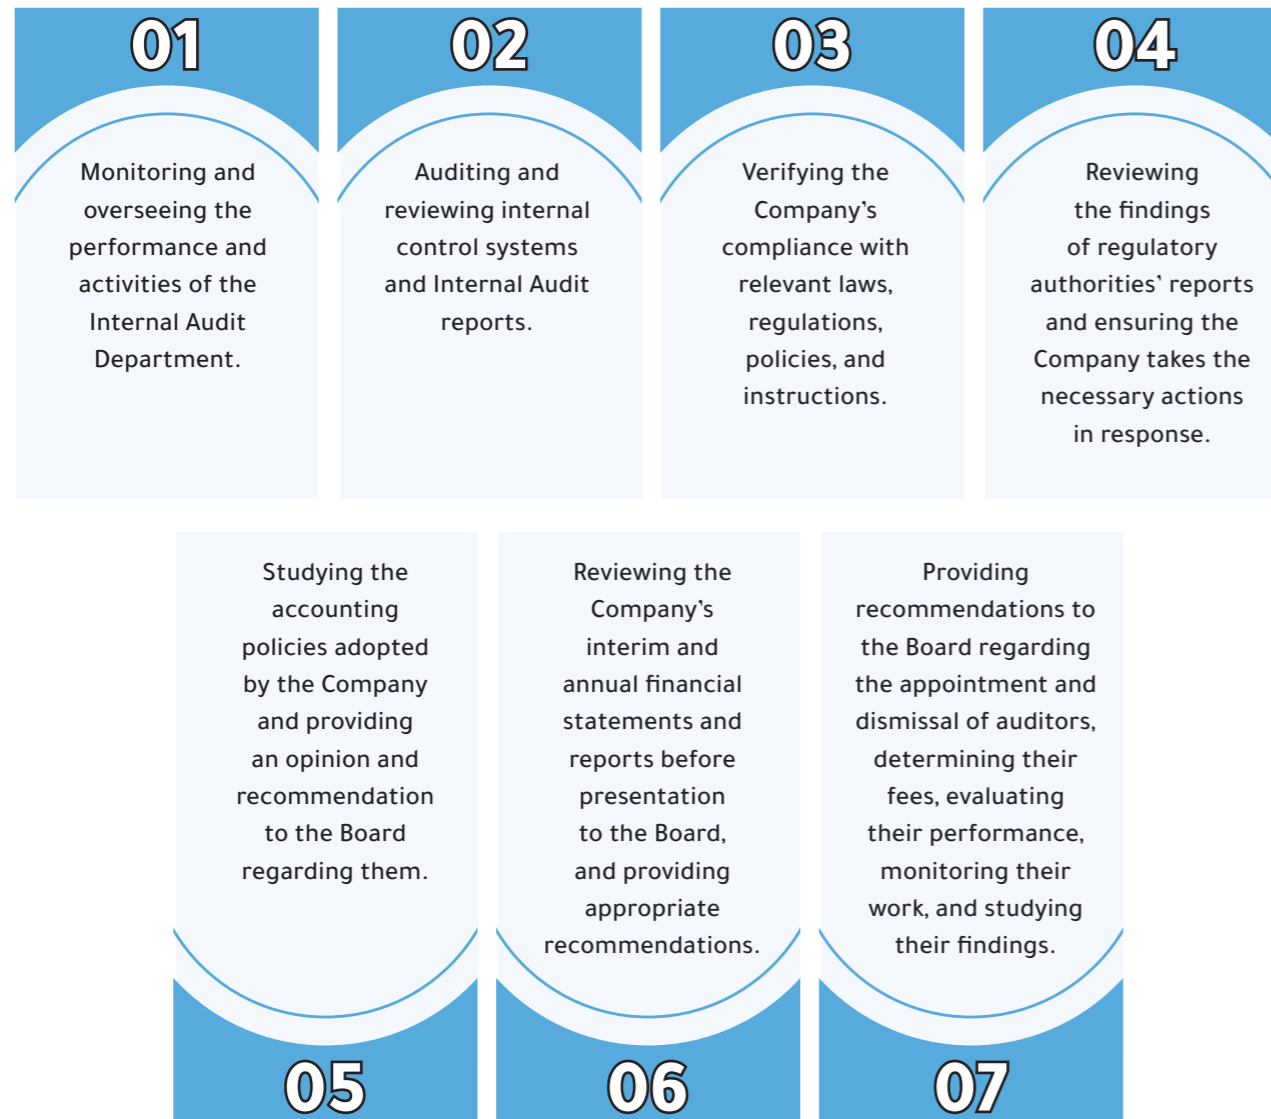 01
Monitoring and
overseeing the
performance and
activities of the
Internal Audit
Department.
02
Auditing and
reviewing internal
control systems
and Internal Audit
reports.
03
Verifying the
Company’s
compliance with
relevant laws,
regulations,
policies, and
instructions.
04
Reviewing
the findings
of regulatory
authorities’ reports
and ensuring the
Company takes the
necessary actions
in response.
Studying the
accounting
policies adopted
by the Company
and providing
an opinion and
recommendation
to the Board
regarding them.
05
Reviewing the
Company’s
interim and
annual financial
statements and
reports before
presentation
to the Board,
and providing
appropriate
recommendations.
06
Providing
recommendations to
the Board regarding
the appointment and
dismissal of auditors,
determining their
fees, evaluating
their performance,
monitoring their
work, and studying
their findings.
07